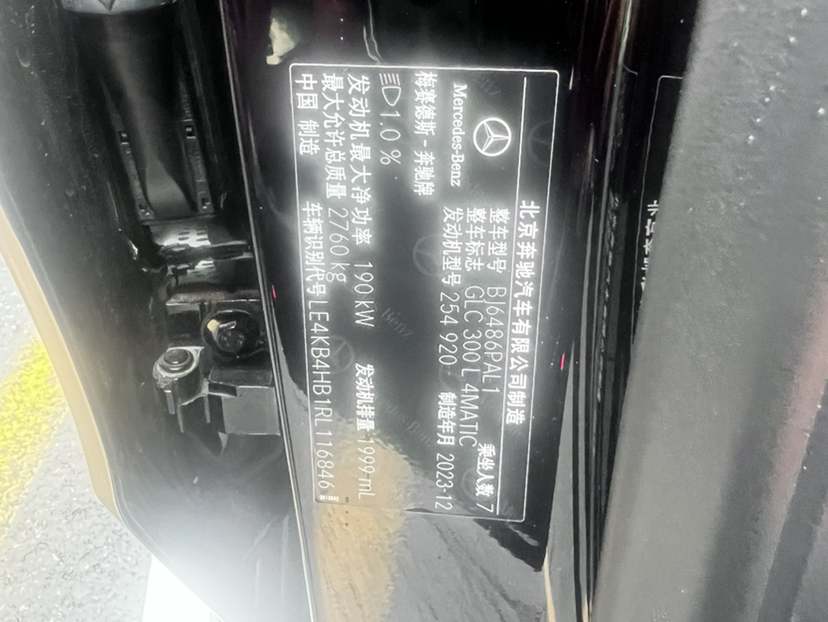 北京奔驰汽车有限公司制造
Mercedes-Benz
梅赛德斯-奔驰牌
整车型号 BJ6486PAL1 乘坐人数 7
整车标志 GLC 300 L 4MATIC
发动机型号 254 920 制造年月 2023-12
1.0 %
发动机最大净功率 190 kW 发动机排量 1999 mL
最大允许总质量 2760 kg
中国 制造 车辆识别代号 LE4KB4HB1RL116846